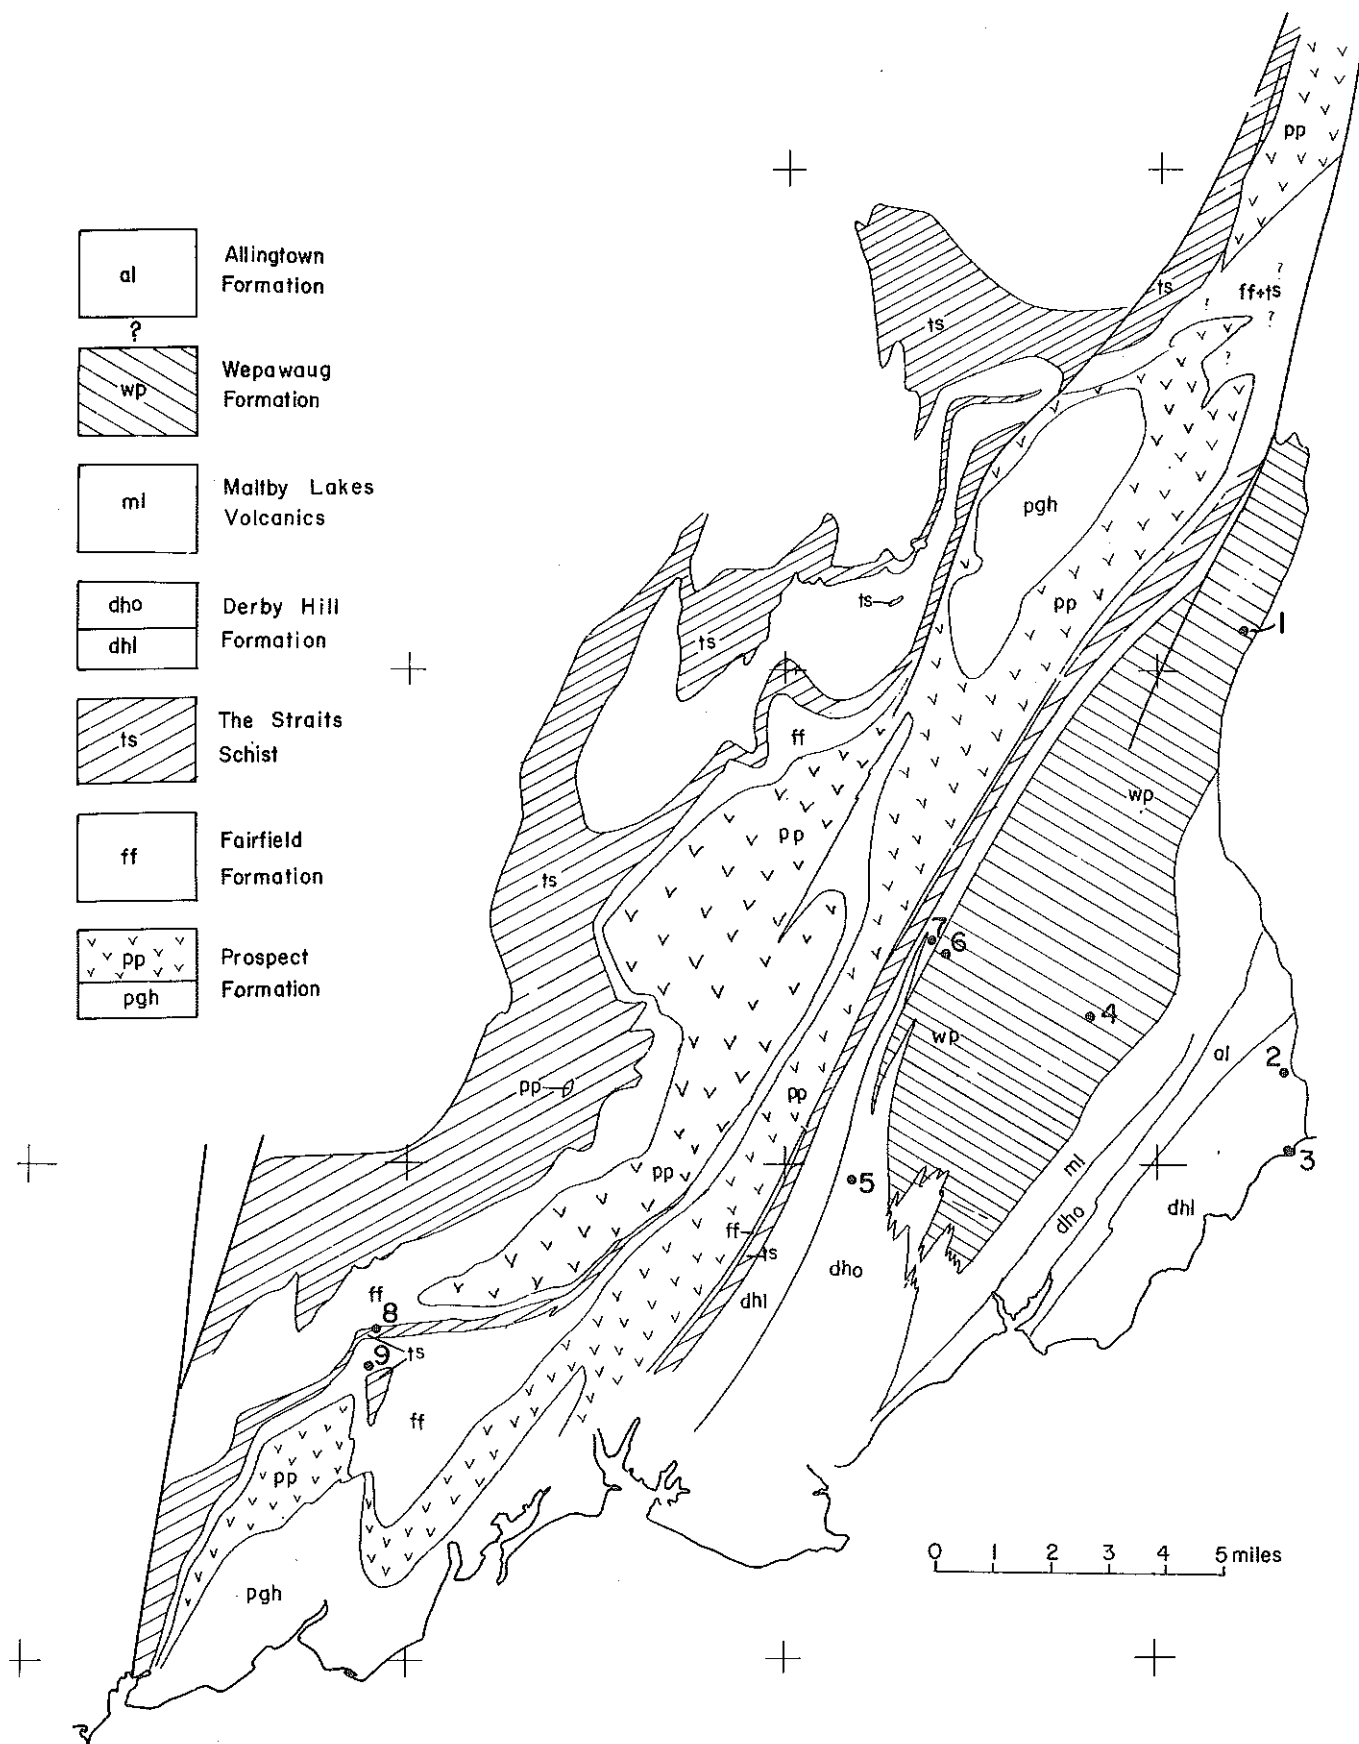 al
Allingtown
Formation
?
wp
Wepawaug
Formation
ml
Maltby Lakes
Volcanics
dho
dhl
Derby Hill
Formation
ts
The Straits
Schist
ff
Fairfield
Formation
pp
pgh
Prospect
Formation
pp
ts
ff+ts
?
?
?
?
ts
pgh
ts
pp
1
ts
ff
wp
pp
ts
7
6
4
wp
al
2
pp
pp
3
ml
5
pp
dho
dhl
ff
ts
dho
dhl
ff
8
ts
9
ff
pp
0 1 2 3 4 5 miles
pgh